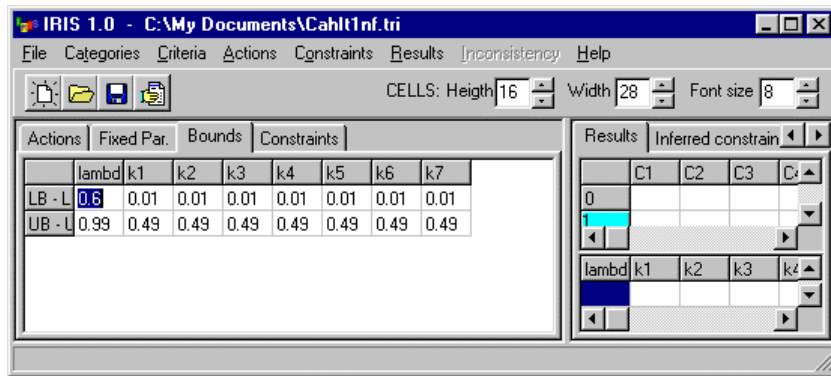 IRIS 1.0 - C:\My Documents\Cahlt1nf.tri
File Categories Criteria Actions Constraints Results Inconsistency Help
CELLS: Heigth 16 Width 28 Font size 8
Actions Fixed Par. Bounds Constraints
lambd k1 k2 k3 k4 k5 k6 k7
LB - L 0.6 0.01 0.01 0.01 0.01 0.01 0.01 0.01
UB - U 0.99 0.49 0.49 0.49 0.49 0.49 0.49 0.49
Results Inferred constrain
C1 C2 C3 C4
0
1
lambd k1 k2 k3 k4